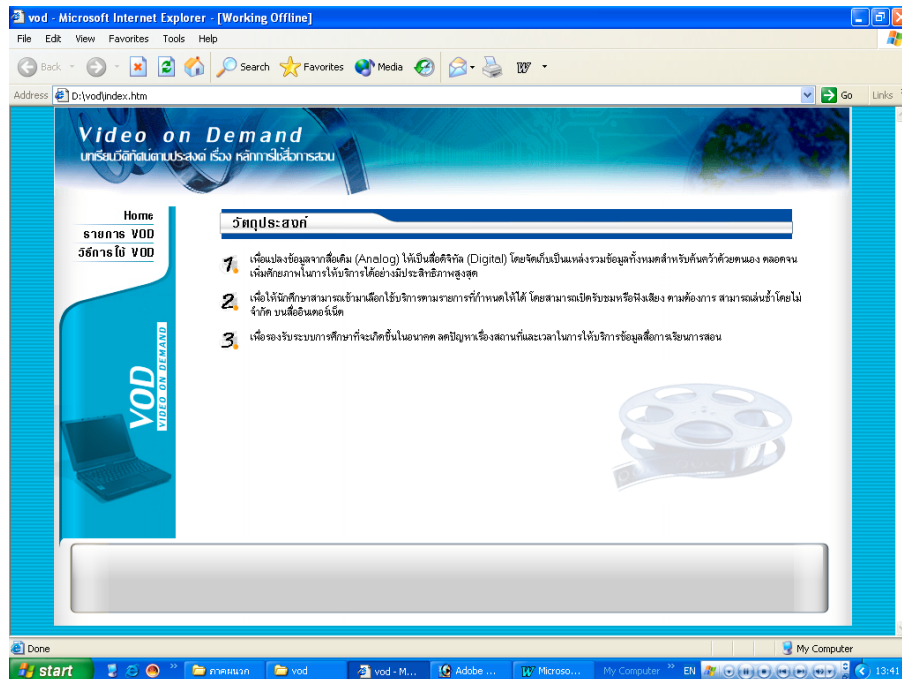 vod - Microsoft Internet Explorer - [Working Offline]
File Edit View Favorites Tools Help
Back Search Favorites Media
Address D:\vod\index.htm Go Links
Video on Demand
บทเรียนวีดิทัศน์ตามประสงค์ เรื่อง หลักการใช้สื่อการสอน
Home
รายการ VOD
วิธีการใช้ VOD
วัตถุประสงค์
1. เพื่อแปลงข้อมูลจากสื่อเดิม (Analog) ให้เป็นสื่อดิจิทัล (Digital) โดยจัดเก็บเป็นแหล่งรวมข้อมูลทั้งหมดสำหรับค้นคว้าด้วยตนเอง ตลอดจน
เพิ่มศักยภาพในการให้บริการได้อย่างมีประสิทธิภาพสูงสุด
2. เพื่อให้นักศึกษาสามารถเข้ามาเลือกใช้บริการตามรายการที่กำหนดให้ได้ โดยสามารถเปิดรับชมหรือฟังเสียง ตามต้องการ สามารถเล่นซ้ำโดยไม่
จำกัด บนสื่ออินเตอร์เน็ต
3. เพื่อรองรับระบบการศึกษาที่จะเกิดขึ้นในอนาคต ลดปัญหาเรื่องสถานที่และเวลาในการให้บริการข้อมูลสื่อการเรียนการสอน
VOD
VIDEO ON DEMAND
Done My Computer
start ภาคผนวก vod vod - M... Adobe ... Microso... My Computer EN 13:41